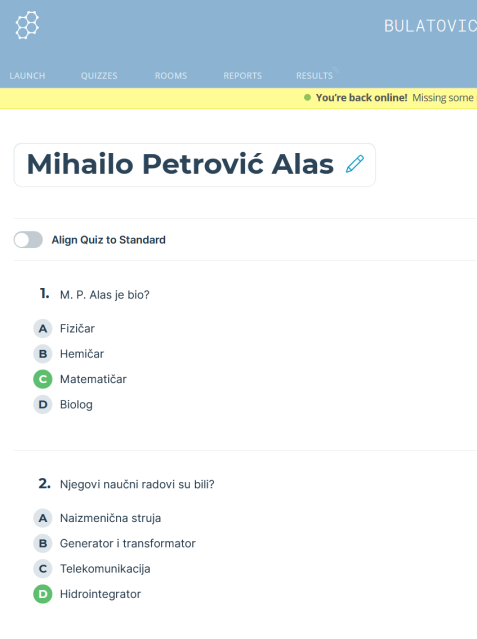 BULATOVIC
LAUNCH QUIZZES ROOMS REPORTS RESULTS
You're back online! Missing some
Mihailo Petrović Alas
Align Quiz to Standard
1. M. P. Alas je bio?
A Fizičar
B Hemičar
C Matematičar
D Biolog
2. Njegovi naučni radovi su bili?
A Naizmenična struja
B Generator i transformator
C Telekomunikacija
D Hidrointegrator